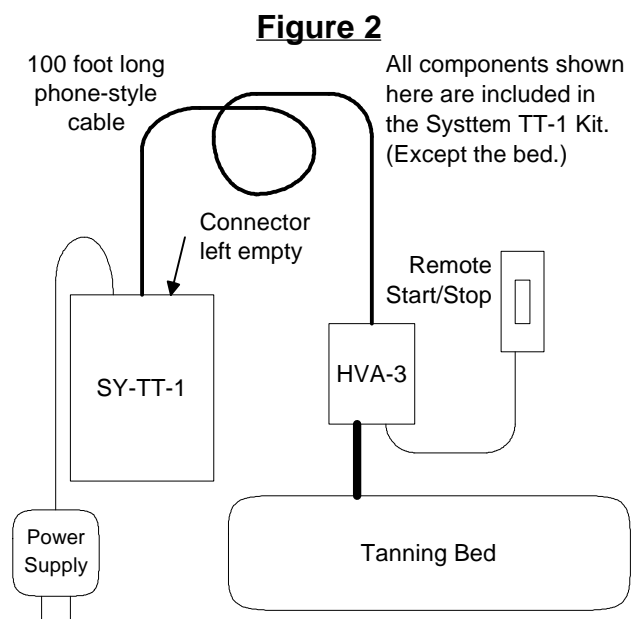 Figure 2
100 foot long
phone-style
cable
All components shown
here are included in
the Systtem TT-1 Kit.
(Except the bed.)
Connector
left empty
Remote
Start/Stop
SY-TT-1
HVA-3
Power
Supply
Tanning Bed